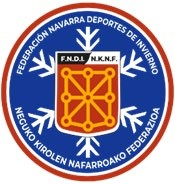 FEDERACIÓN NAVARRA DEPORTES DE INVIERNO
F.N.D.I. N.K.N.F.
NEGUKO KIROLEN NAFARROAKO FEDERAZIOA